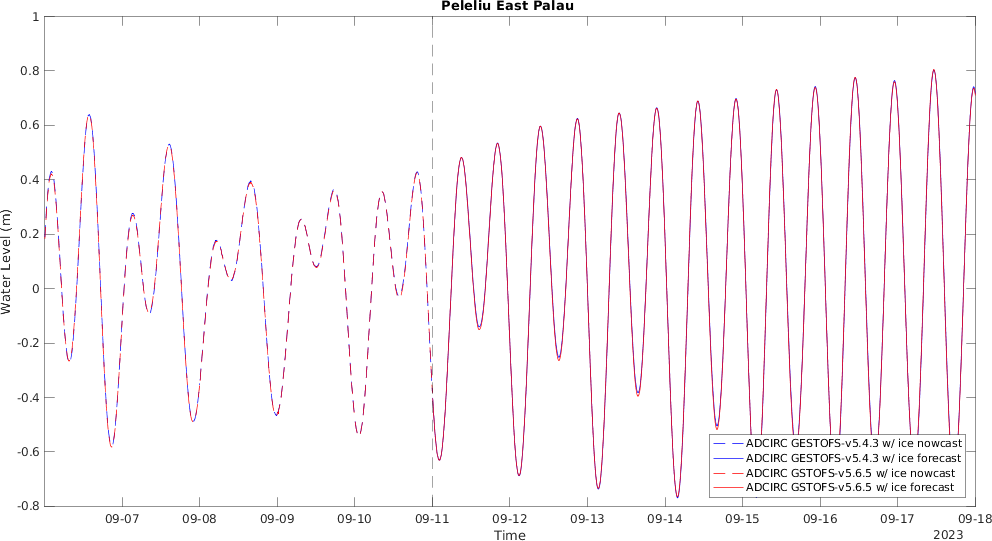 Peleliu East Palau
1
0.8
0.6
0.4
0.2
0
-0.2
-0.4
-0.6
-0.8
Water Level (m)
ADCIRC GESTOFS-v5.4.3 w/ ice nowcast
ADCIRC GESTOFS-v5.4.3 w/ ice forecast
ADCIRC GSTOFS-v5.6.5 w/ ice nowcast
ADCIRC GSTOFS-v5.6.5 w/ ice forecast
09-07 09-08 09-09 09-10 09-11 09-12 09-13 09-14 09-15 09-16 09-17 09-18
Time
2023